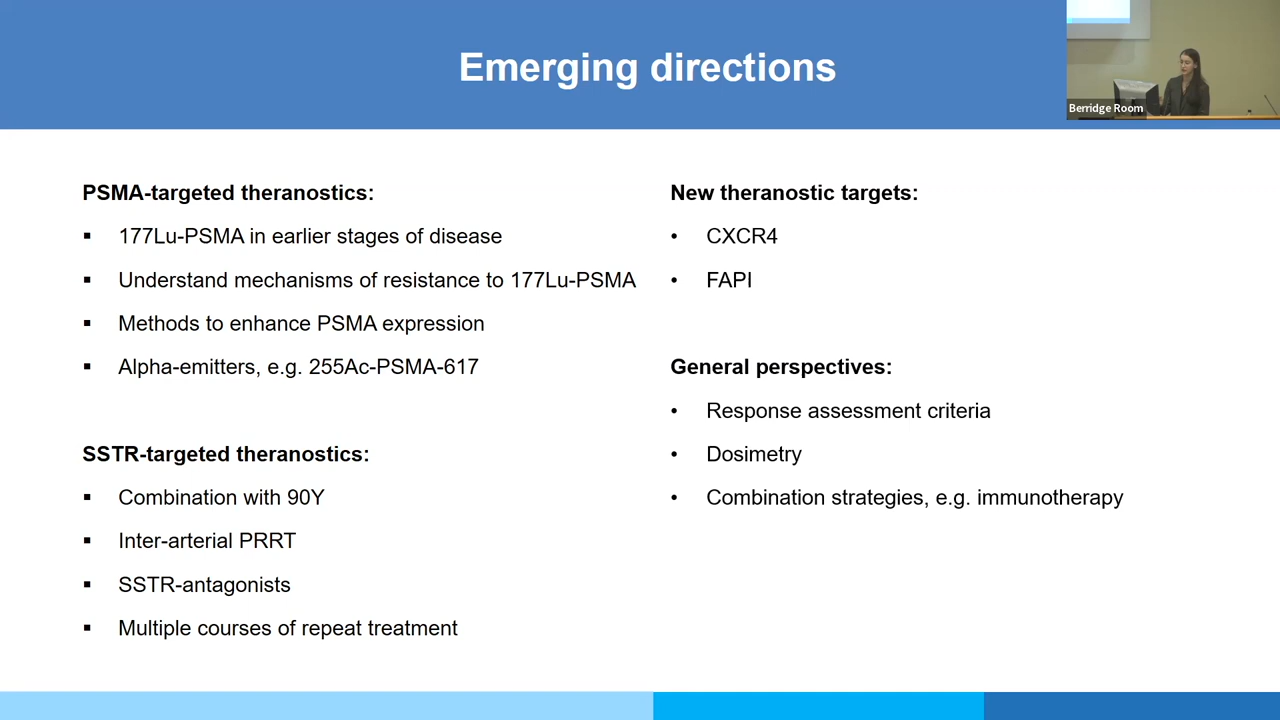 Emerging directions
Berridge Room
PSMA-targeted theranostics:
▪ 177Lu-PSMA in earlier stages of disease
▪ Understand mechanisms of resistance to 177Lu-PSMA
▪ Methods to enhance PSMA expression
▪ Alpha-emitters, e.g. 255Ac-PSMA-617
SSTR-targeted theranostics:
▪ Combination with 90Y
▪ Inter-arterial PRRT
▪ SSTR-antagonists
▪ Multiple courses of repeat treatment
New theranostic targets:
• CXCR4
• FAPI
General perspectives:
• Response assessment criteria
• Dosimetry
• Combination strategies, e.g. immunotherapy